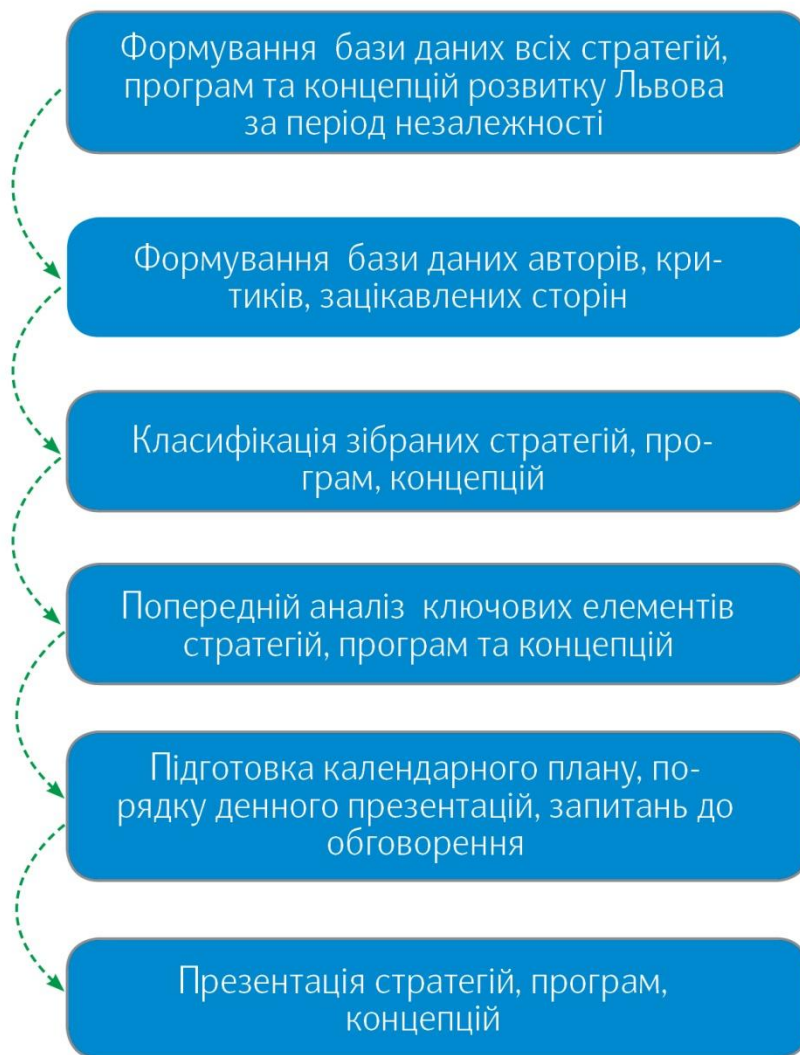 Формування бази даних всіх стратегій,
програм та концепцій розвитку Львова
за період незалежності
Формування бази даних авторів, кри-
тиків, зацікавлених сторін
Класифікація зібраних стратегій, про-
грам, концепцій
Попередній аналіз ключових елементів
стратегій, програм та концепцій
Підготовка календарного плану, по-
рядку денного презентацій, запитань до
обговорення
Презентація стратегій, програм,
концепцій